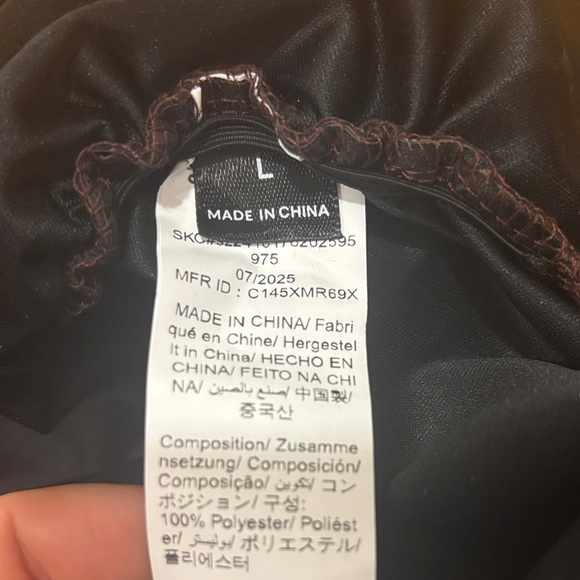 L
MADE IN CHINA
975
07/2025
MFR ID : C145XMR69X
MADE IN CHINA/ Fabri
qué en Chine/ Hergestel
lt in China/ HECHO EN
CHINA/ FEITO NA CHI
NA/ صنع بالصين/ 中国製/
중국산
Composition/ Zusamme
nsetzung/ Composición/
Composição/ تكوين/ コン
ポジション/ 구성:
100% Polyester/ Poliést
er/ بوليستر/ ポリエステル/
폴리에스터